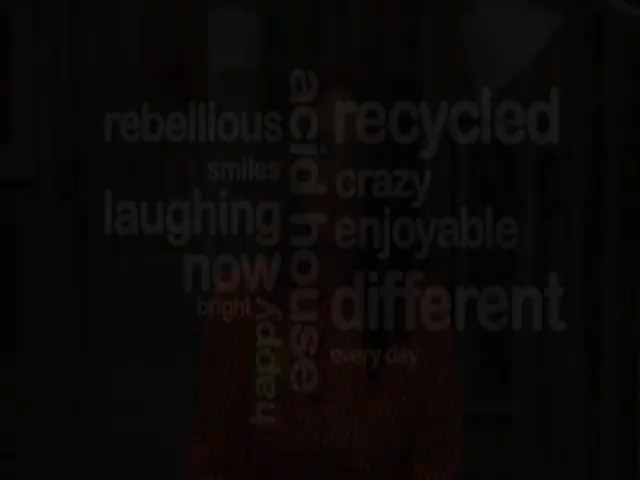 rebellious
smiles
laughing
now
bright
happy
acid house
recycled
crazy
enjoyable
different
every day